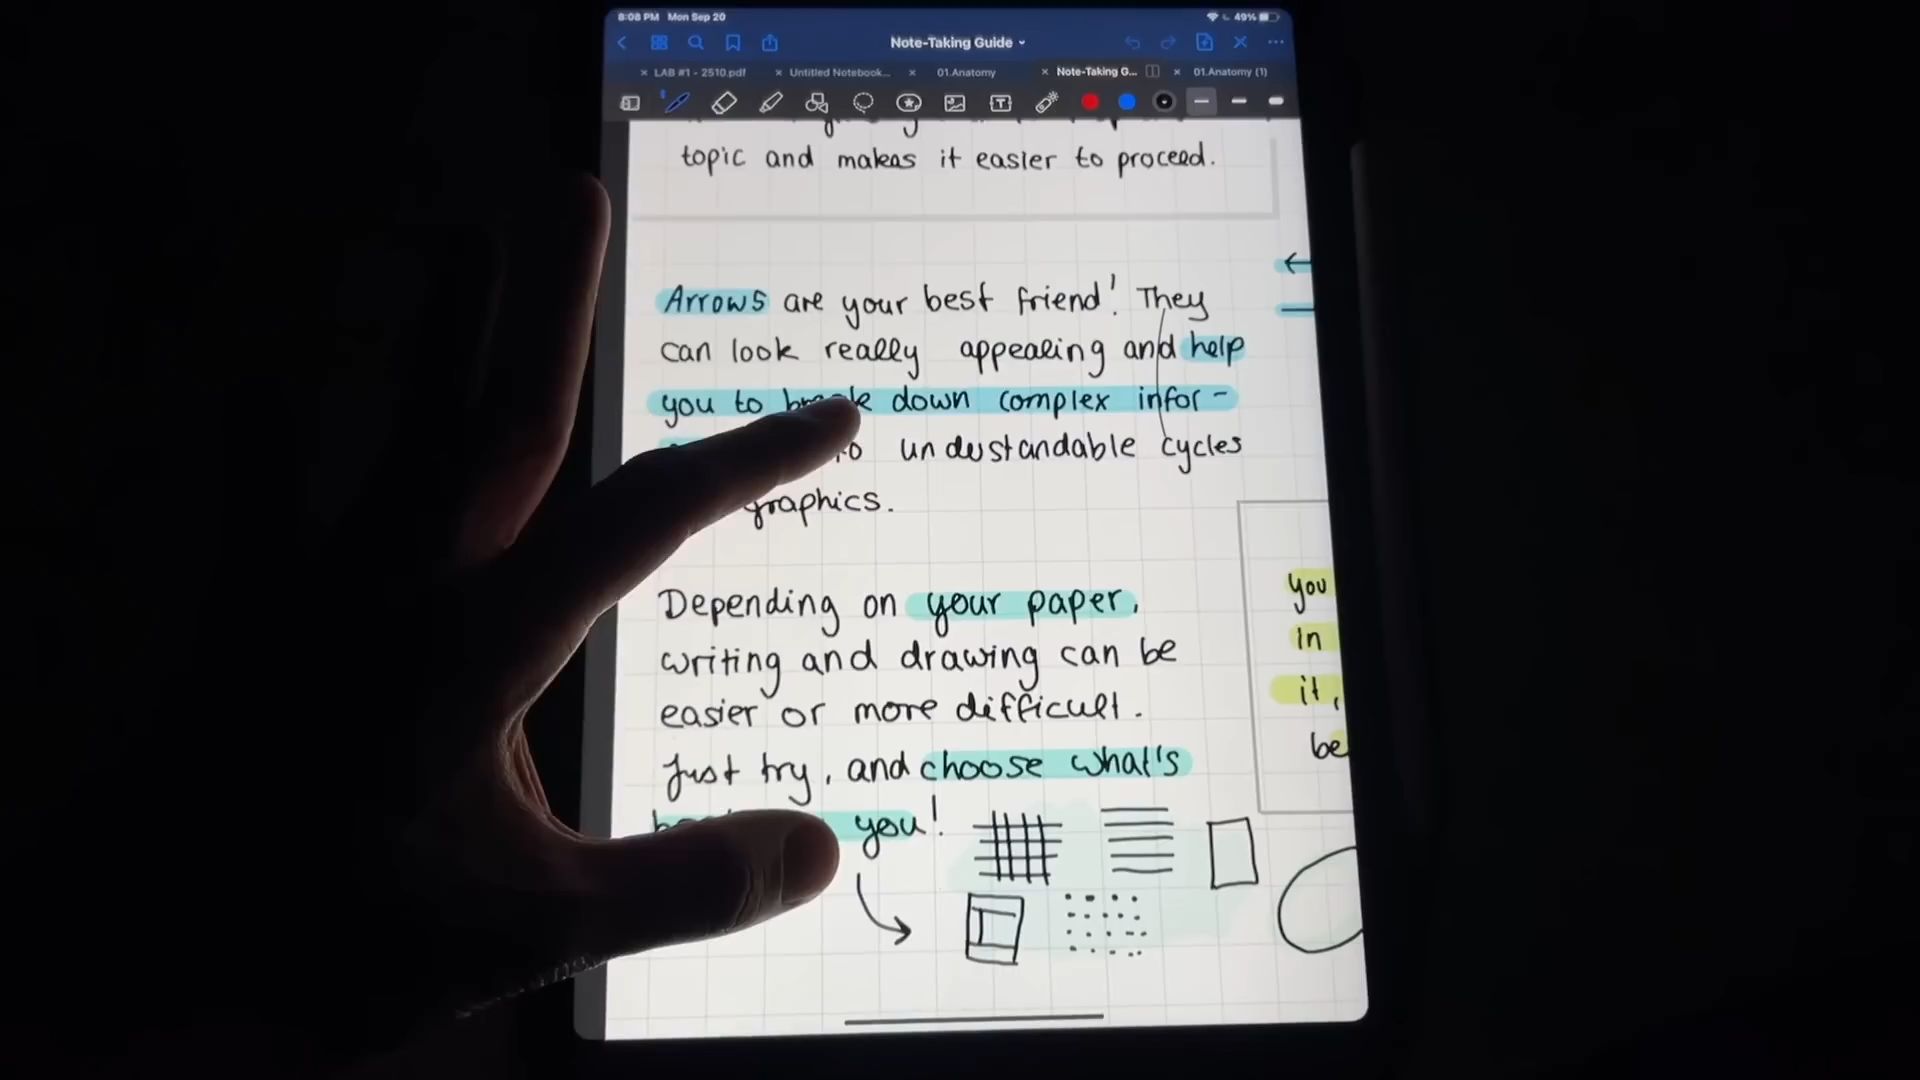 8:08 PM Mon Sep 20 49%
Note-Taking Guide
LAB #1 - 2510.pdf Untitled Notebook... 01.Anatomy Note-Taking G... 01.Anatomy (1)
topic and makes it easier to proceed.
Arrows are your best friend! They
can look really appealing and help
you to break down complex infor-
to undustandable cycles
graphics.
Depending on your paper,
writing and drawing can be
easier or more difficult.
Just try, and choose what's
you!
you
in
it,
be